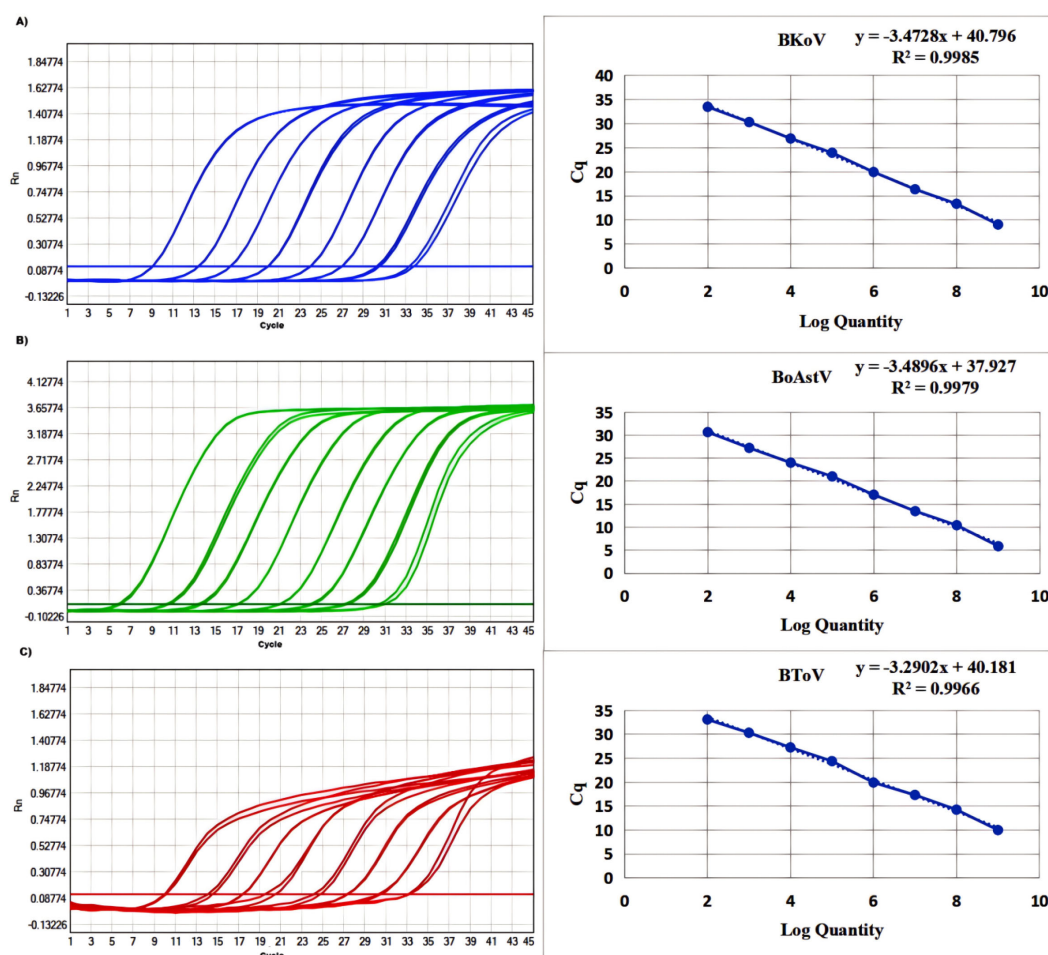 A)
1.84774
1.62774
1.40774
1.18774
0.96774
0.74774
0.52774
0.30774
0.08774
-0.13226
Rn
1 3 5 7 9 11 13 15 17 19 21 23 25 27 29 31 33 35 37 39 41 43 45
Cycle
BKoV y = -3.4728x + 40.796
R² = 0.9985
40
35
30
25
20
15
10
5
0
Cq
0 2 4 6 8 10
Log Quantity
B)
4.12774
3.65774
3.18774
2.71774
2.24774
1.77774
1.30774
0.83774
0.36774
-0.10226
Rn
1 3 5 7 9 11 13 15 17 19 21 23 25 27 29 31 33 35 37 39 41 43 45
Cycle
BoAstV y = -3.4896x + 37.927
R² = 0.9979
35
30
25
20
15
10
5
0
Cq
0 2 4 6 8 10
Log Quantity
C)
1.84774
1.62774
1.40774
1.18774
0.96774
0.74774
0.52774
0.30774
0.08774
-0.13226
Rn
1 3 5 7 9 11 13 15 17 19 21 23 25 27 29 31 33 35 37 39 41 43 45
Cycle
BToV y = -3.2902x + 40.181
R² = 0.9966
35
30
25
20
15
10
5
0
Cq
0 2 4 6 8 10
Log Quantity